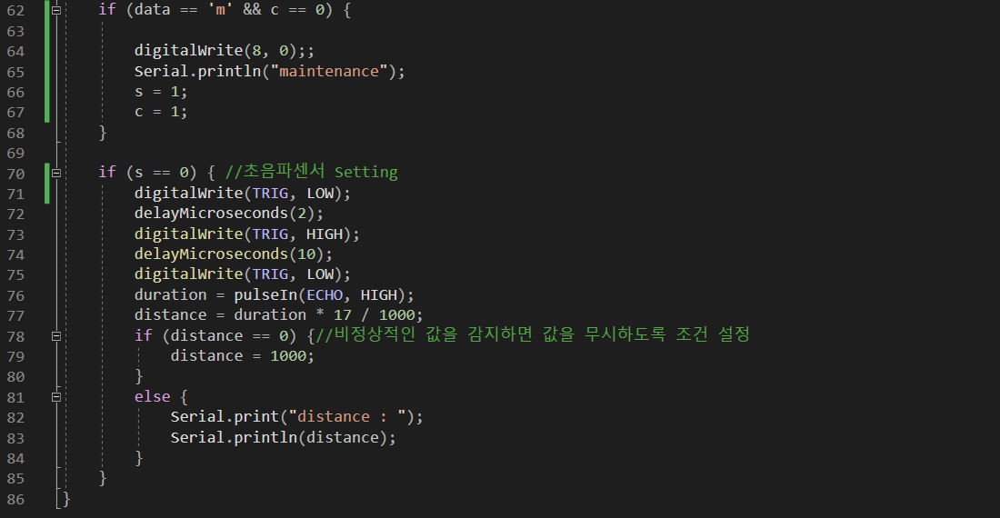 62 if (data == 'm' && c == 0) {
63
64 digitalWrite(8, 0);;
65 Serial.println("maintenance");
66 s = 1;
67 c = 1;
68 }
69
70 if (s == 0) { //초음파센서 Setting
71 digitalWrite(TRIG, LOW);
72 delayMicroseconds(2);
73 digitalWrite(TRIG, HIGH);
74 delayMicroseconds(10);
75 digitalWrite(TRIG, LOW);
76 duration = pulseIn(ECHO, HIGH);
77 distance = duration * 17 / 1000;
78 if (distance == 0) {//비정상적인 값을 감지하면 값을 무시하도록 조건 설정
79 distance = 1000;
80 }
81 else {
82 Serial.print("distance : ");
83 Serial.println(distance);
84 }
85 }
86 }